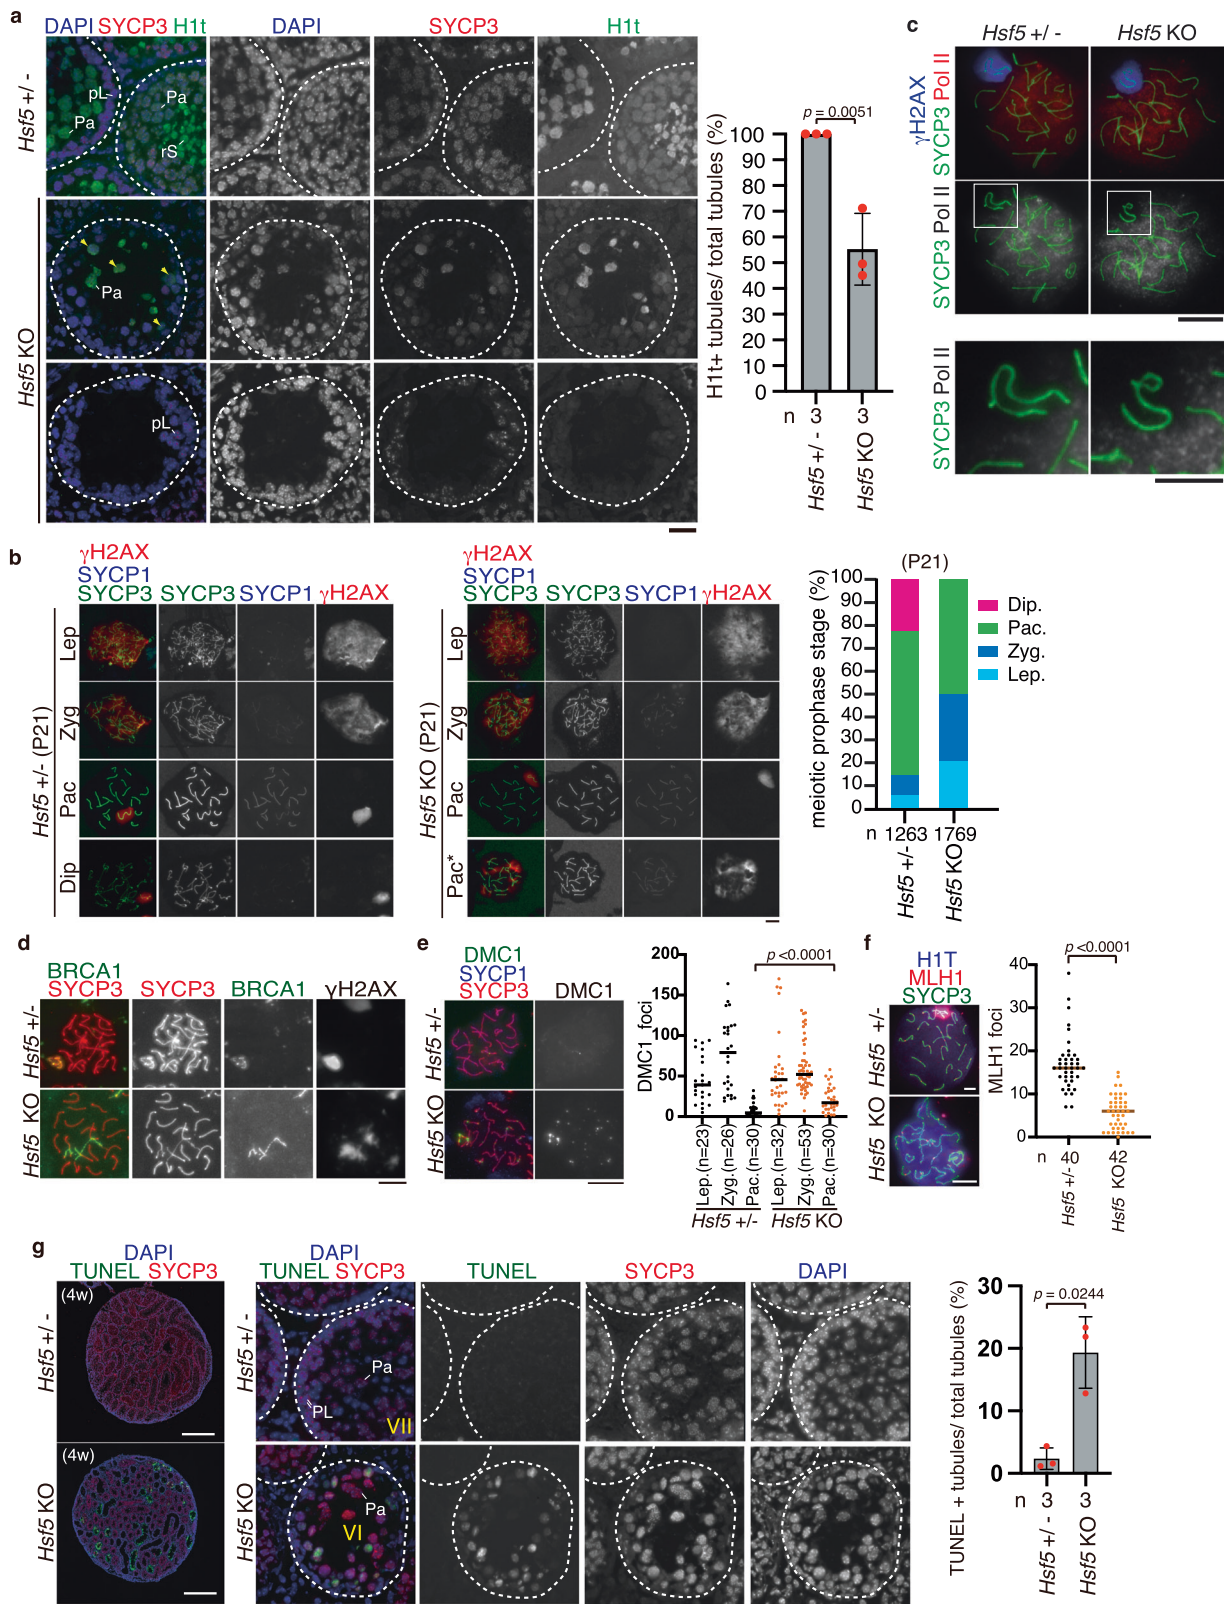 a
DAPI SYCP3 H1t
DAPI
SYCP3
H1t
Hsf5 +/ -
pL
Pa
Pa
rS
Hsf5 KO
Pa
pL
H1t+ tubules/ total tubules (%)
p = 0.0051
100
90
80
70
60
50
40
30
20
10
0
n 3 3
Hsf5 +/ -
Hsf5 KO
c
Hsf5 +/ -
Hsf5 KO
γH2AX
SYCP3 Pol II
SYCP3 Pol II
SYCP3 Pol II
b
γH2AX
SYCP1
SYCP3 SYCP3 SYCP1 γH2AX
Hsf5 +/- (P21)
Lep
Zyg
Pac
Dip
γH2AX
SYCP1
SYCP3 SYCP3 SYCP1 γH2AX
Hsf5 KO (P21)
Lep
Zyg
Pac
Pac*
(P21)
meiotic prophase stage (%)
100
90
80
70
60
50
40
30
20
10
0
Dip.
Pac.
Zyg.
Lep.
n 1263 1769
Hsf5 +/-
Hsf5 KO
d
BRCA1
SYCP3 SYCP3 BRCA1 γH2AX
Hsf5 +/-
Hsf5 KO
e
DMC1
SYCP1
SYCP3
DMC1
Hsf5 +/-
Hsf5 KO
DMC1 foci
200
150
100
50
0
p <0.0001
Lep.(n=23)
Zyg.(n=26)
Pac.(n=30)
Lep.(n=32)
Zyg.(n=53)
Pac.(n=30)
Hsf5 +/-
Hsf5 KO
f
H1T
MLH1
SYCP3
Hsf5 +/-
Hsf5 KO
MLH1 foci
p <0.0001
40
30
20
10
0
n 40 42
Hsf5 +/-
Hsf5 KO
g
DAPI
TUNEL SYCP3
(4w)
Hsf5 +/ -
(4w)
Hsf5 KO
DAPI
TUNEL SYCP3
TUNEL
SYCP3
DAPI
Hsf5 +/ -
Pa
PL
VII
Hsf5 KO
Pa
VI
TUNEL + tubules/ total tubules (%)
p = 0.0244
30
20
10
0
n 3 3
Hsf5 +/ -
Hsf5 KO